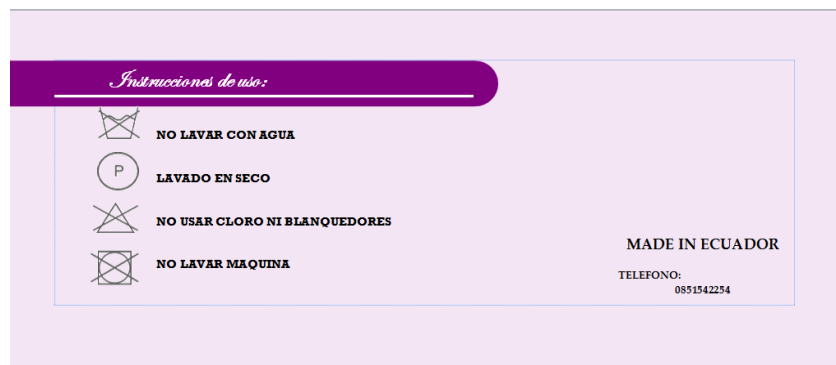 Instrucciones de uso:
NO LAVAR CON AGUA
P
LAVADO EN SECO
NO USAR CLORO NI BLANQUEDORES
NO LAVAR MAQUINA
MADE IN ECUADOR
TELEFONO:
0851542254